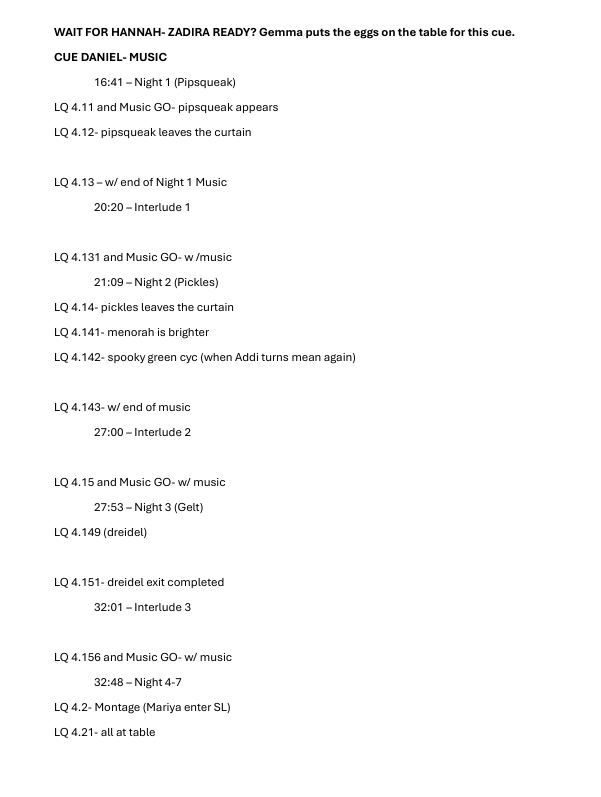 WAIT FOR HANNAH- ZADIRA READY? Gemma puts the eggs on the table for this cue.
CUE DANIEL- MUSIC
16:41 – Night 1 (Pipsqueak)
LQ 4.11 and Music GO- pipsqueak appears
LQ 4.12- pipsqueak leaves the curtain
LQ 4.13 – w/ end of Night 1 Music
20:20 – Interlude 1
LQ 4.131 and Music GO- w /music
21:09 – Night 2 (Pickles)
LQ 4.14- pickles leaves the curtain
LQ 4.141- menorah is brighter
LQ 4.142- spooky green cyc (when Addi turns mean again)
LQ 4.143- w/ end of music
27:00 – Interlude 2
LQ 4.15 and Music GO- w/ music
27:53 – Night 3 (Gelt)
LQ 4.149 (dreidel)
LQ 4.151- dreidel exit completed
32:01 – Interlude 3
LQ 4.156 and Music GO- w/ music
32:48 – Night 4-7
LQ 4.2- Montage (Mariya enter SL)
LQ 4.21- all at table